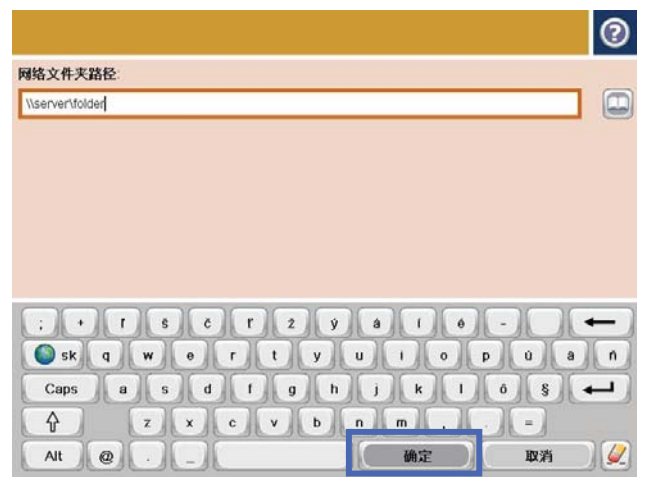 ?
网络文件夹路径:
\\server\folder
; + ŕ š č ť ž ý á í é -
sk q w e r t y u i o p ú ä ň
Caps a s d f g h j k l ô §
z x c v b n m , . =
Alt @ . _ 确定 取消